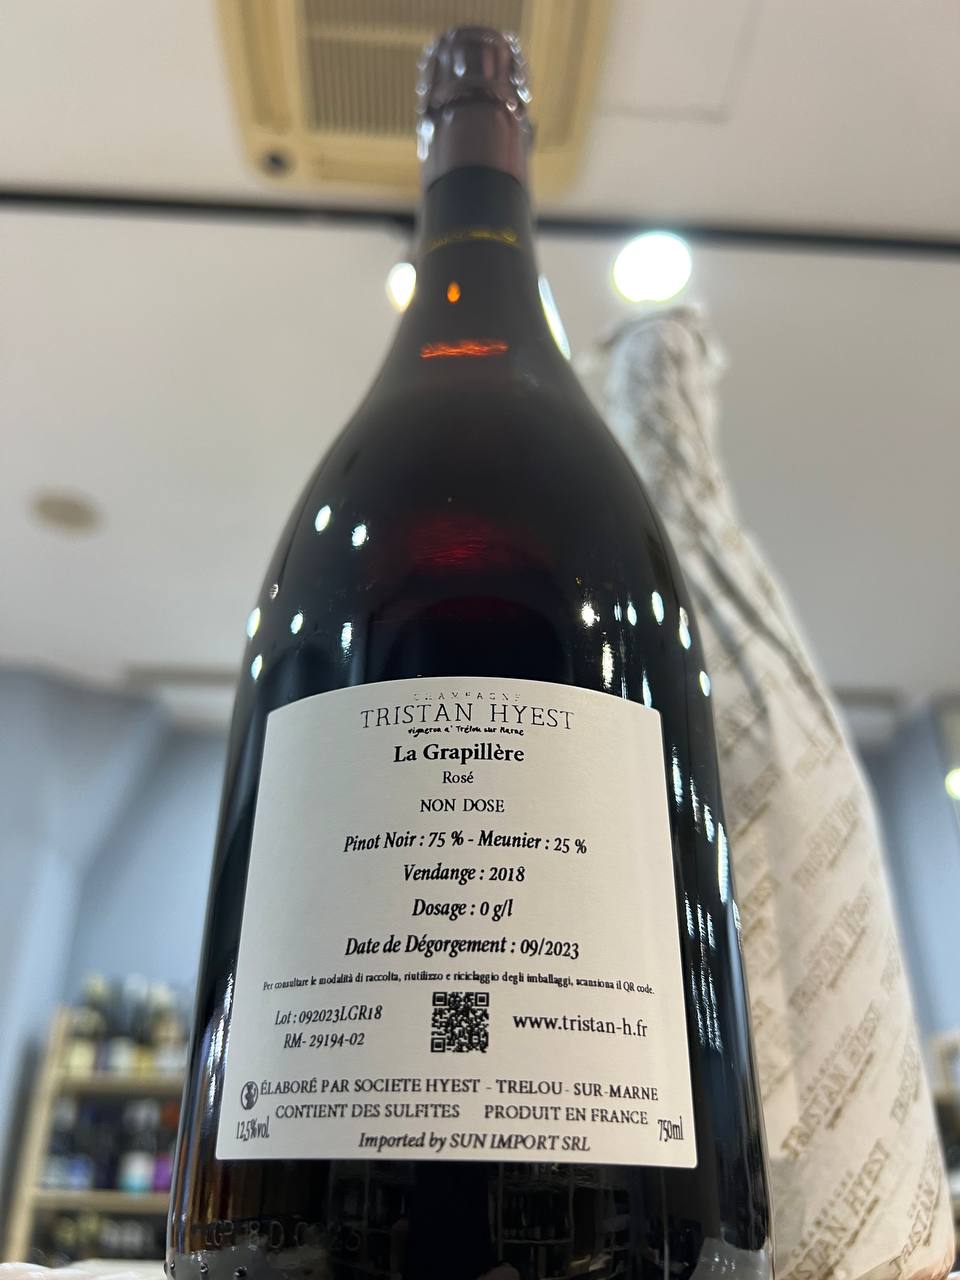 CHAMPAGNE
TRISTAN HYEST
vigneron a' Trélou sur Marne
La Grapillère
Rosé
NON DOSE
Pinot Noir : 75 % - Meunier : 25 %
Vendange : 2018
Dosage : 0 g/l
Date de Dégorgement : 09/2023
Per consultare le modalità di raccolta, riutilizzo e riciclaggio degli imballaggi, scansiona il QR code.
Lot : 092023LGR18
RM- 29194-02
www.tristan-h.fr
ÉLABORÉ PAR SOCIETE HYEST - TRELOU-SUR-MARNE
CONTIENT DES SULFITES PRODUIT EN FRANCE
12,5%vol. 750ml
Imported by SUN IMPORT SRL
TRISTAN HYEST